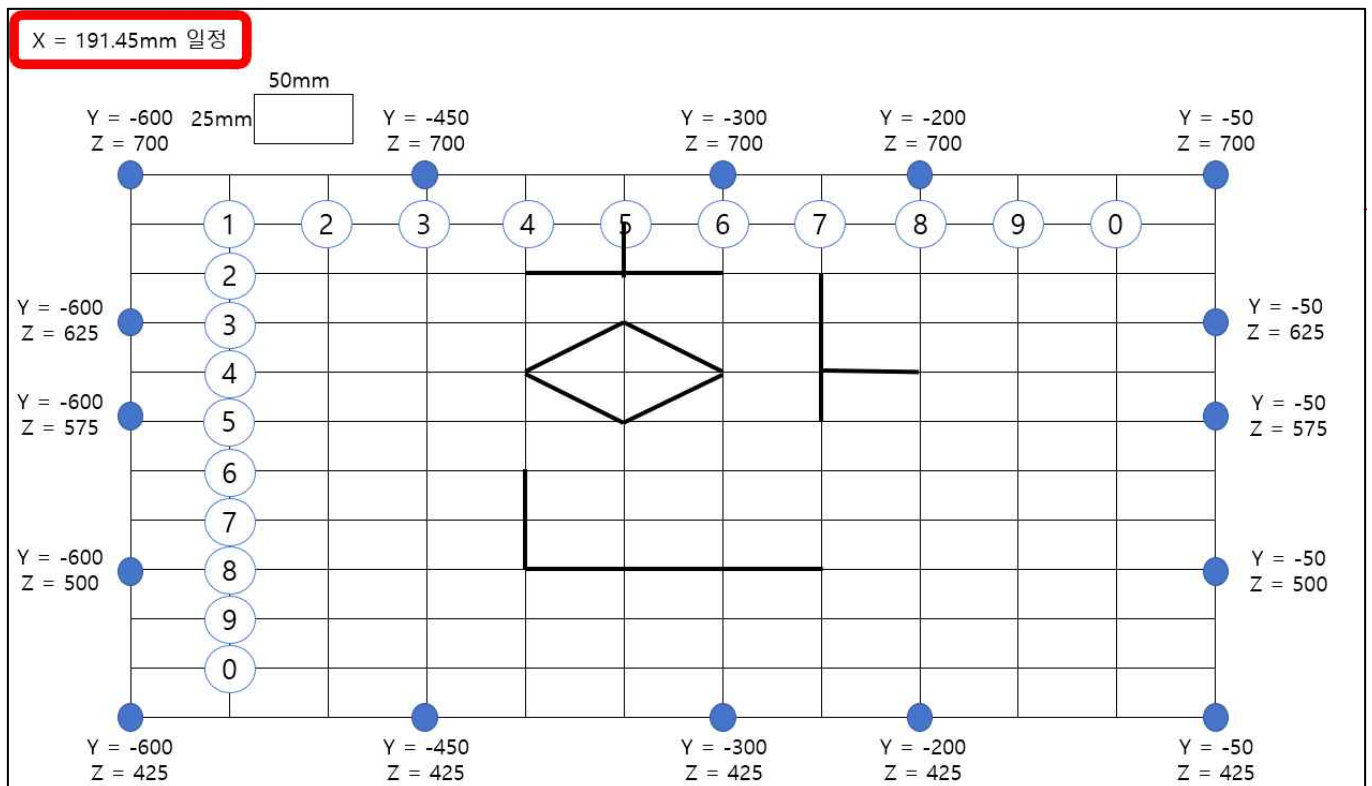 X = 191.45mm 일정
50mm
25mm
Y = -600
Z = 700
Y = -450
Z = 700
Y = -300
Z = 700
Y = -200
Z = 700
Y = -50
Z = 700
1 2 3 4 5 6 7 8 9 0
2
Y = -600
Z = 625
3
Y = -50
Z = 625
4
Y = -600
Z = 575
5
Y = -50
Z = 575
6
7
Y = -600
Z = 500
8
Y = -50
Z = 500
9
0
Y = -600
Z = 425
Y = -450
Z = 425
Y = -300
Z = 425
Y = -200
Z = 425
Y = -50
Z = 425